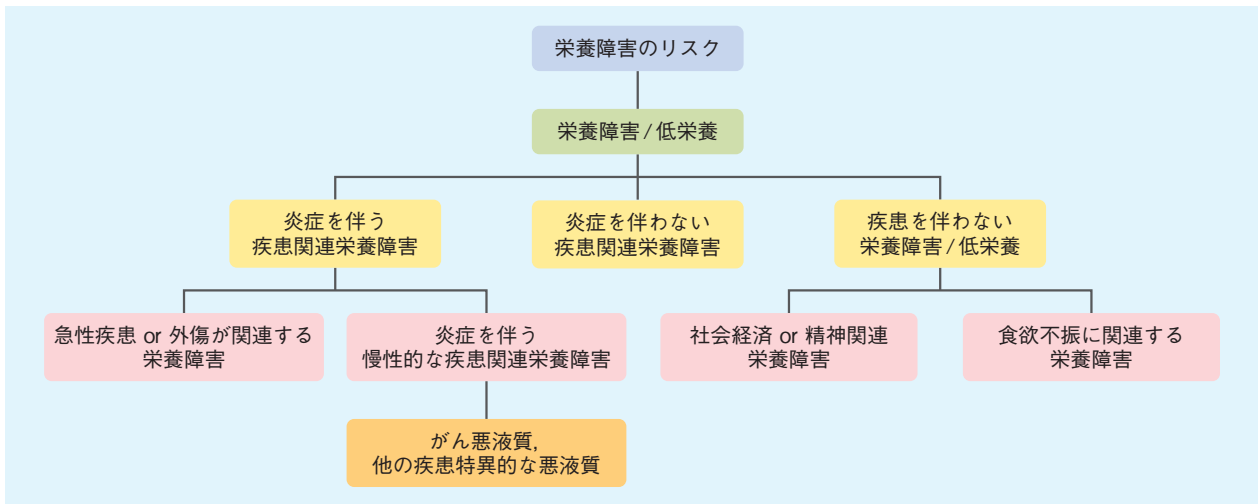 栄養障害のリスク
栄養障害/低栄養
炎症を伴う
疾患関連栄養障害
炎症を伴わない
疾患関連栄養障害
疾患を伴わない
栄養障害/低栄養
急性疾患 or 外傷が関連する
栄養障害
炎症を伴う
慢性的な疾患関連栄養障害
社会経済 or 精神関連
栄養障害
食欲不振に関連する
栄養障害
がん悪液質,
他の疾患特異的な悪液質